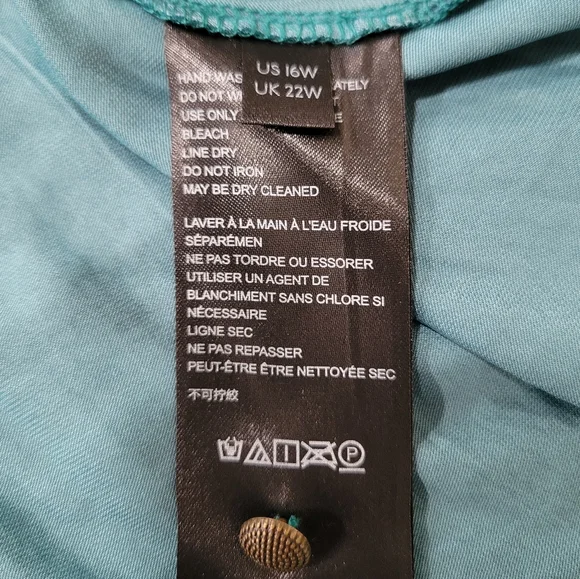 US 16W
UK 22W
HAND
DO NOT
USE ONLY
BLEACH
LINE DRY
DO NOT IRON
MAY BE DRY CLEANED
LAVER À LA MAIN À L'EAU FROIDE
SÉPARÉMEN
NE PAS TORDRE OU ESSORER
UTILISER UN AGENT DE
BLANCHIMENT SANS CHLORE SI
NÉCESSAIRE
LIGNE SEC
NE PAS REPASSER
PEUT-ÊTRE ÊTRE NETTOYÉE SEC
不可拧絞
P